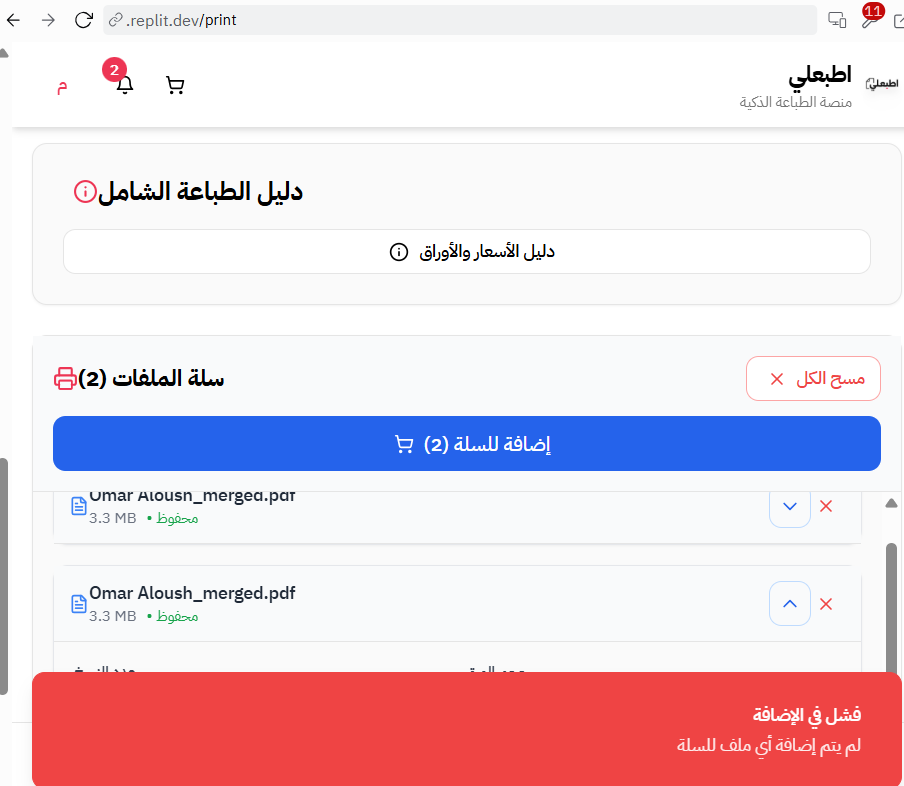 .replit.dev/print
11
اطبعلي
منصة الطباعة الذكية
اطبعلي
2
م
دليل الطباعة الشامل
دليل الأسعار والأوراق
سلة الملفات (2)
مسح الكل
إضافة للسلة (2)
Omar Aloush_merged.pdf
3.3 MB • محفوظ
Omar Aloush_merged.pdf
3.3 MB • محفوظ
فشل في الإضافة
لم يتم إضافة أي ملف للسلة